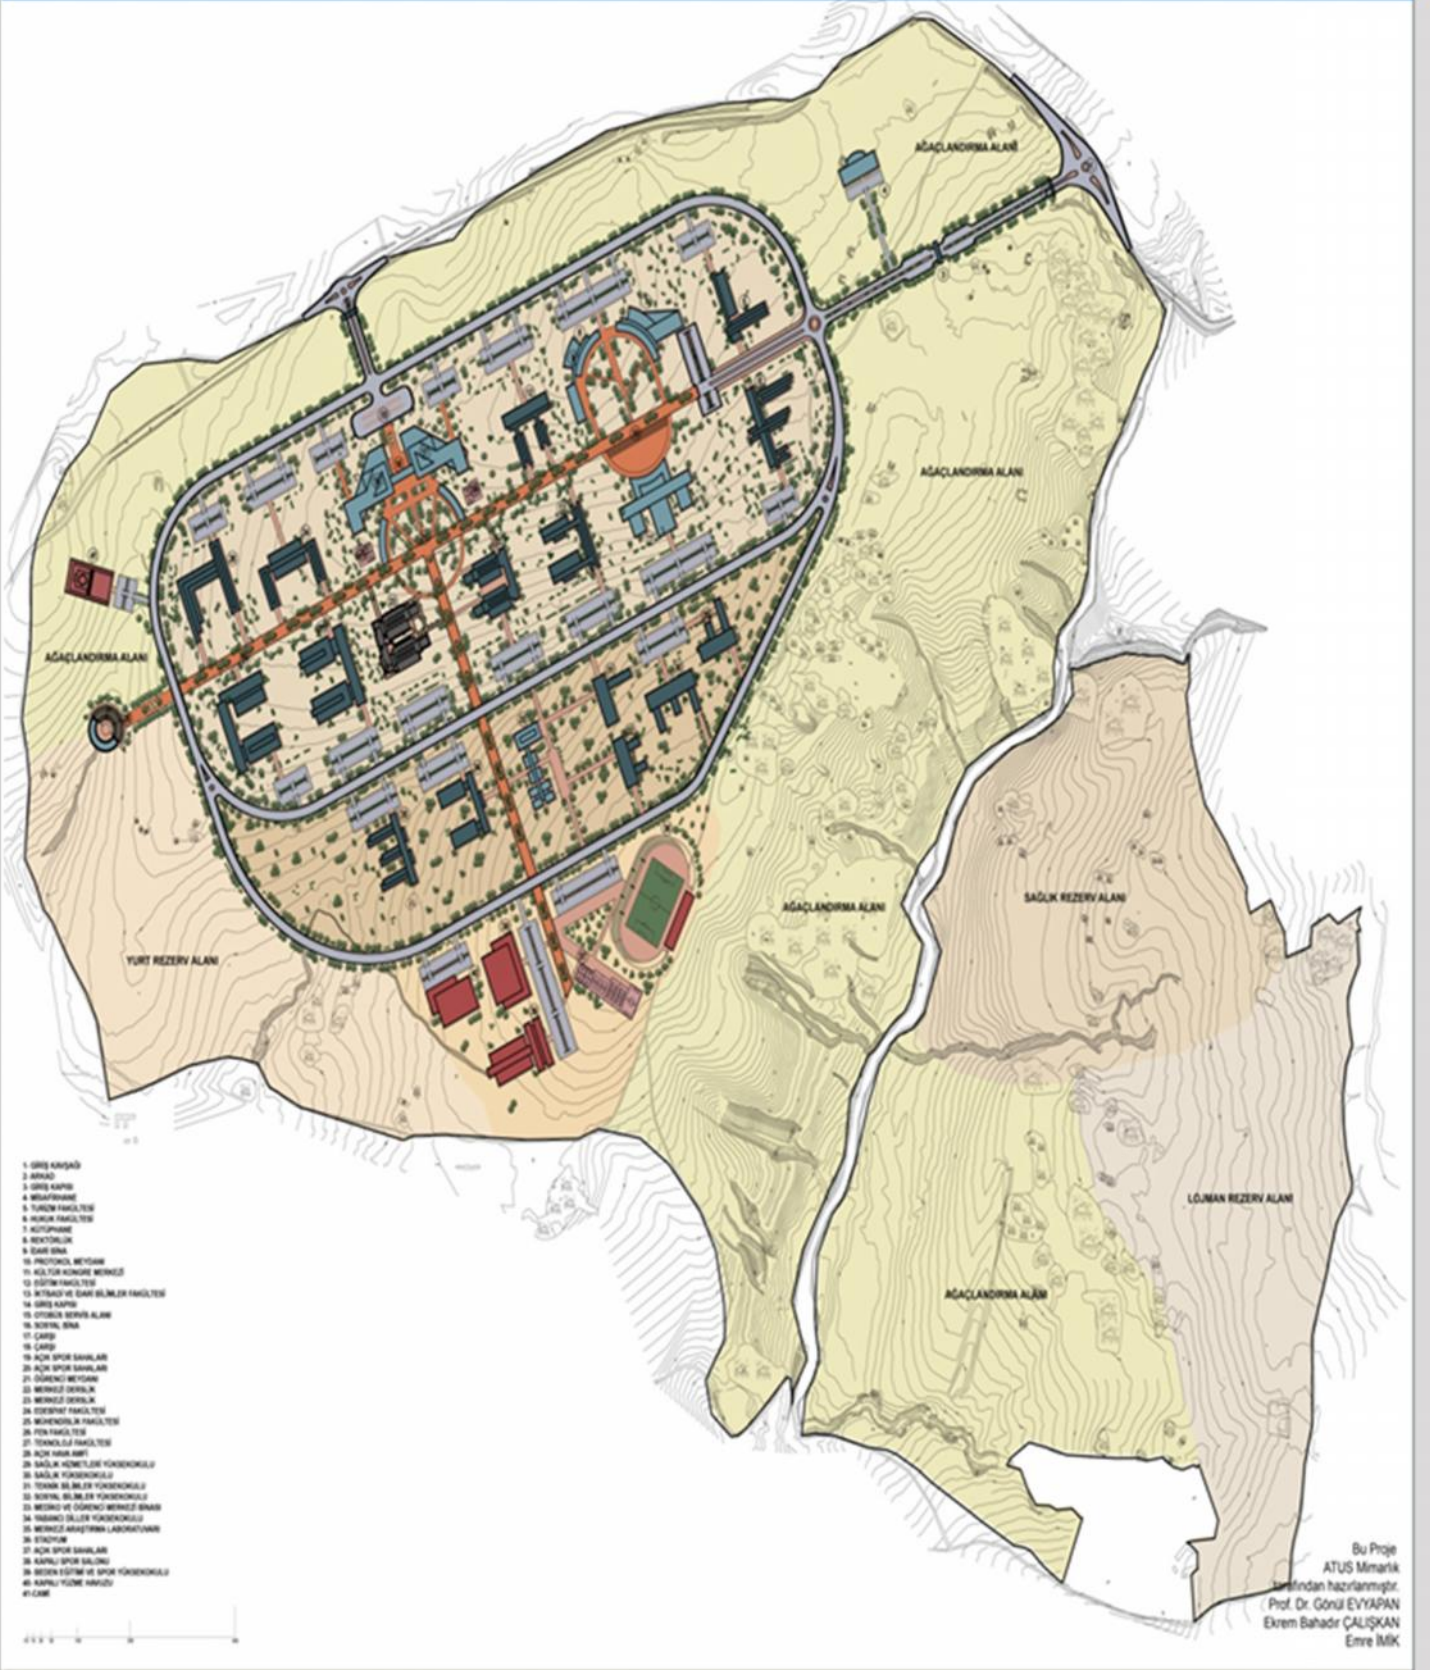 AĞAÇLANDIRMA ALANI
AĞAÇLANDIRMA ALANI
AĞAÇLANDIRMA ALANI
SAĞLIK REZERV ALANI
AĞAÇLANDIRMA ALANI
YURT REZERV ALANI
LOJMAN REZERV ALANI
AĞAÇLANDIRMA ALANI
1- GİRİŞ KAVŞAĞI
2- ARKAD
3- GİRİŞ KAPISI
4- MİSAFİRHANE
5- TURİZM FAKÜLTESİ
6- HUKUK FAKÜLTESİ
7- KÜTÜPHANE
8- REKTÖRLÜK
9- İDARİ BİNA
10- PROTOKOL MEYDANI
11- KÜLTÜR KONGRE MERKEZİ
12- EĞİTİM FAKÜLTESİ
13- İKTİSADİ VE İDARİ BİLİMLER FAKÜLTESİ
14- GİRİŞ KAPISI
15- OTOBÜS SERVİS ALANI
16- SOSYAL BİNA
17- ÇARŞI
18- ÇARŞI
19- AÇIK SPOR SAHALARI
20- AÇIK SPOR SAHALARI
21- ÖĞRENCİ MEYDANI
22- MERKEZİ DERSLİK
23- MERKEZİ DERSLİK
24- EDEBİYAT FAKÜLTESİ
25- MÜHENDİSLİK FAKÜLTESİ
26- FEN FAKÜLTESİ
27- TEKNOLOJİ FAKÜLTESİ
28- AÇIK HAVA AMFİ
29- SAĞLIK HİZMETLERİ YÜKSEKOKULU
30- SAĞLIK YÜKSEKOKULU
31- TEKNİK BİLİMLER YÜKSEKOKULU
32- SOSYAL BİLİMLER YÜKSEKOKULU
33- MEDİKO VE ÖĞRENCİ MERKEZİ BİNASI
34- YABANCI DİLLER YÜKSEKOKULU
35- MERKEZİ ARAŞTIRMA LABORATUVARI
36- STADYUM
37- AÇIK SPOR SAHALARI
38- KAPALI SPOR SALONU
39- BEDEN EĞİTİMİ VE SPOR YÜKSEKOKULU
40- KAPALI YÜZME HAVUZU
41-CAMİ
Bu Proje
ATUS Mimarlık
tarafından hazırlanmıştır.
Prof. Dr. Gönül EVYAPAN
Ekrem Bahadır ÇALIŞKAN
Emre İMİK